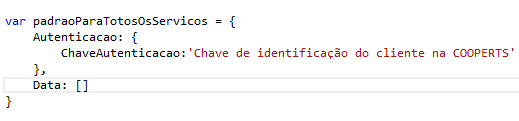 var padraoParaTotosOsServicos = {
    Autenticacao: {
        ChaveAutenticacao:'Chave de identificação do cliente na COOPERTS'
    },
    Data: []
}